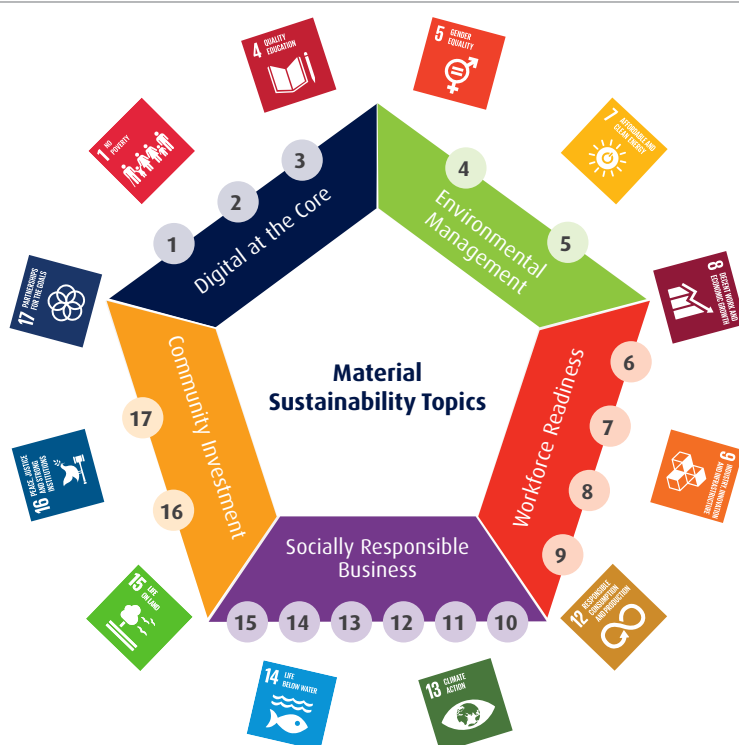 4 QUALITY
EDUCATION
5 GENDER
EQUALITY
1 NO
POVERTY
7 AFFORDABLE AND
CLEAN ENERGY
17 PARTNERSHIPS
FOR THE GOALS
8 DECENT WORK AND
ECONOMIC GROWTH
16 PEACE, JUSTICE
AND STRONG
INSTITUTIONS
9 INDUSTRY, INNOVATION
AND INFRASTRUCTURE
15 LIFE
ON LAND
12 RESPONSIBLE
CONSUMPTION
AND PRODUCTION
14 LIFE
BELOW WATER
13 CLIMATE
ACTION
Material
Sustainability Topics
Digital at the Core
1
2
3
Environmental
Management
4
5
Workforce Readiness
6
7
8
9
Socially Responsible
Business
15 14 13 12 11 10
Community Investment
17
16